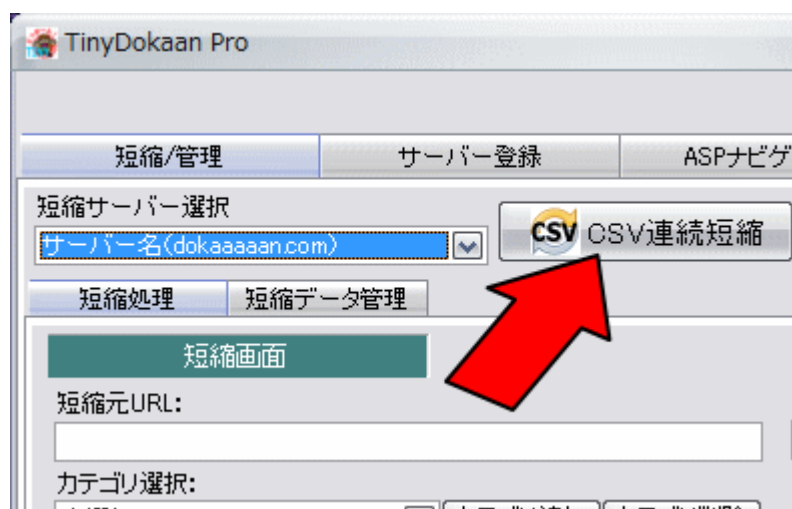 TinyDokaan Pro
短縮/管理
サーバー登録
ASPナビゲ
短縮サーバー選択
サーバー名(dokaaaaan.com)
CSV CSV連続短縮
短縮処理
短縮データ管理
短縮画面
短縮元URL:
カテゴリ選択: